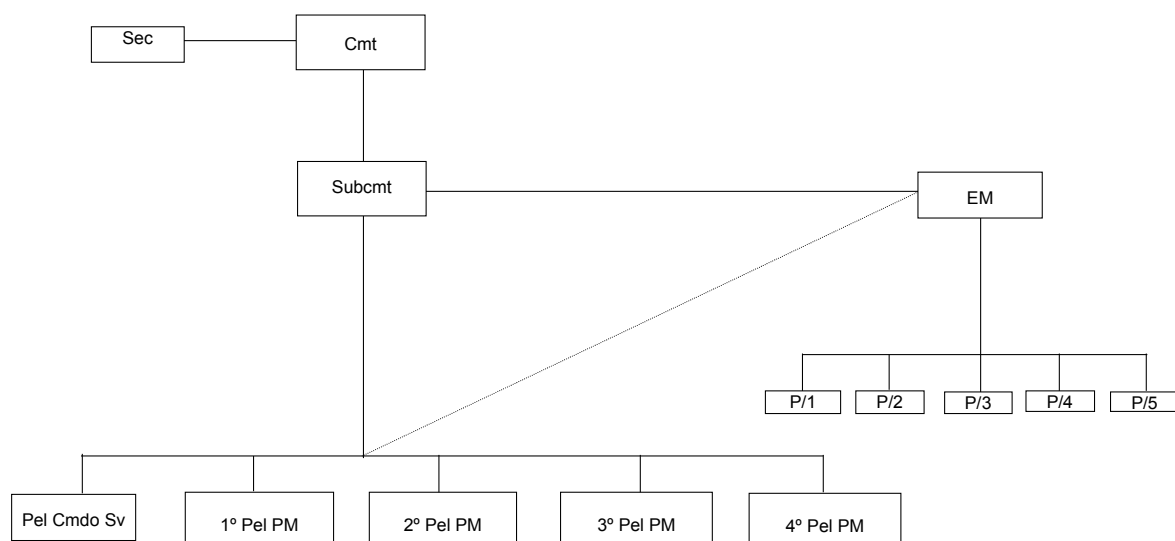 Sec
Cmt
Subcmt
EM
P/1
P/2
P/3
P/4
P/5
Pel Cmdo Sv
1º Pel PM
2º Pel PM
3º Pel PM
4º Pel PM